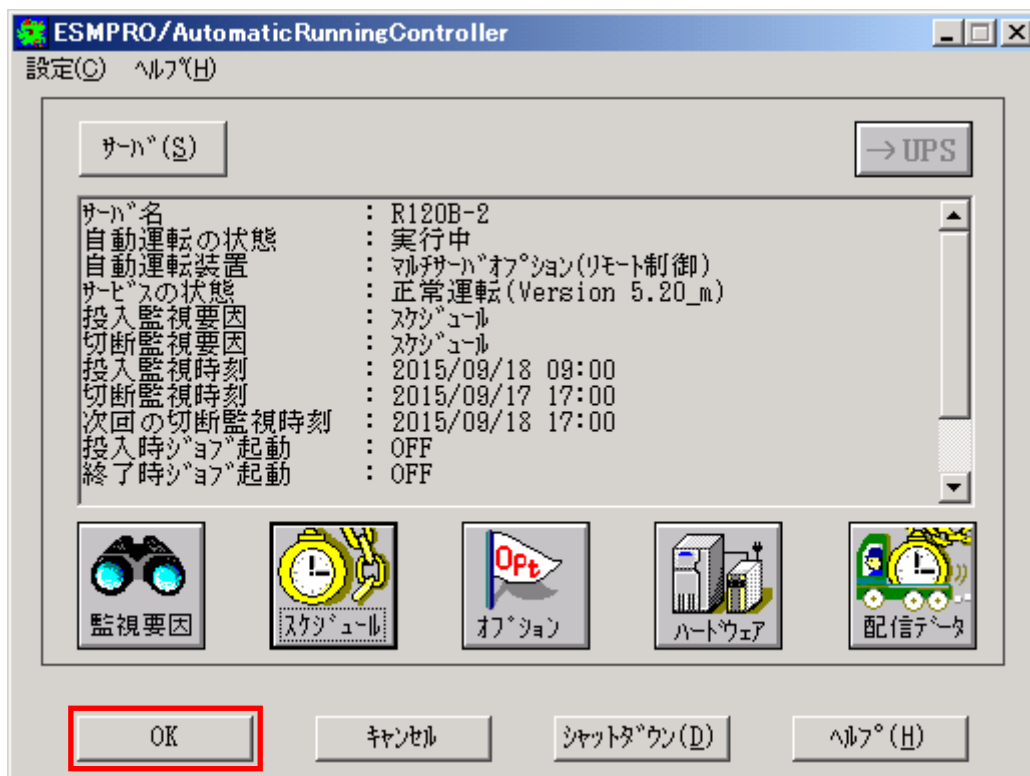 ESMPRO/AutomaticRunningController
設定(C) ﾍﾙﾌﾟ(H)
ｻｰﾊﾞ(S) →UPS
ｻｰﾊﾞ名 : R120B-2
自動運転の状態 : 実行中
自動運転装置 : ﾏﾙﾁｻｰﾊﾞｵﾌﾟｼｮﾝ(ﾘﾓｰﾄ制御)
ｻｰﾋﾞｽの状態 : 正常運転(Version 5.20_m)
投入監視要因 : ｽｹｼﾞｭｰﾙ
切断監視要因 : ｽｹｼﾞｭｰﾙ
投入監視時刻 : 2015/09/18 09:00
切断監視時刻 : 2015/09/17 17:00
次回の切断監視時刻 : 2015/09/18 17:00
投入時ｼﾞｮﾌﾞ起動 : OFF
終了時ｼﾞｮﾌﾞ起動 : OFF
OPt
監視要因 ｽｹｼﾞｭｰﾙ ｵﾌﾟｼｮﾝ ﾊｰﾄﾞｳｪｱ 配信ﾃﾞｰﾀ
OK ｷｬﾝｾﾙ ｼｬｯﾄﾀﾞｳﾝ(D) ﾍﾙﾌﾟ(H)